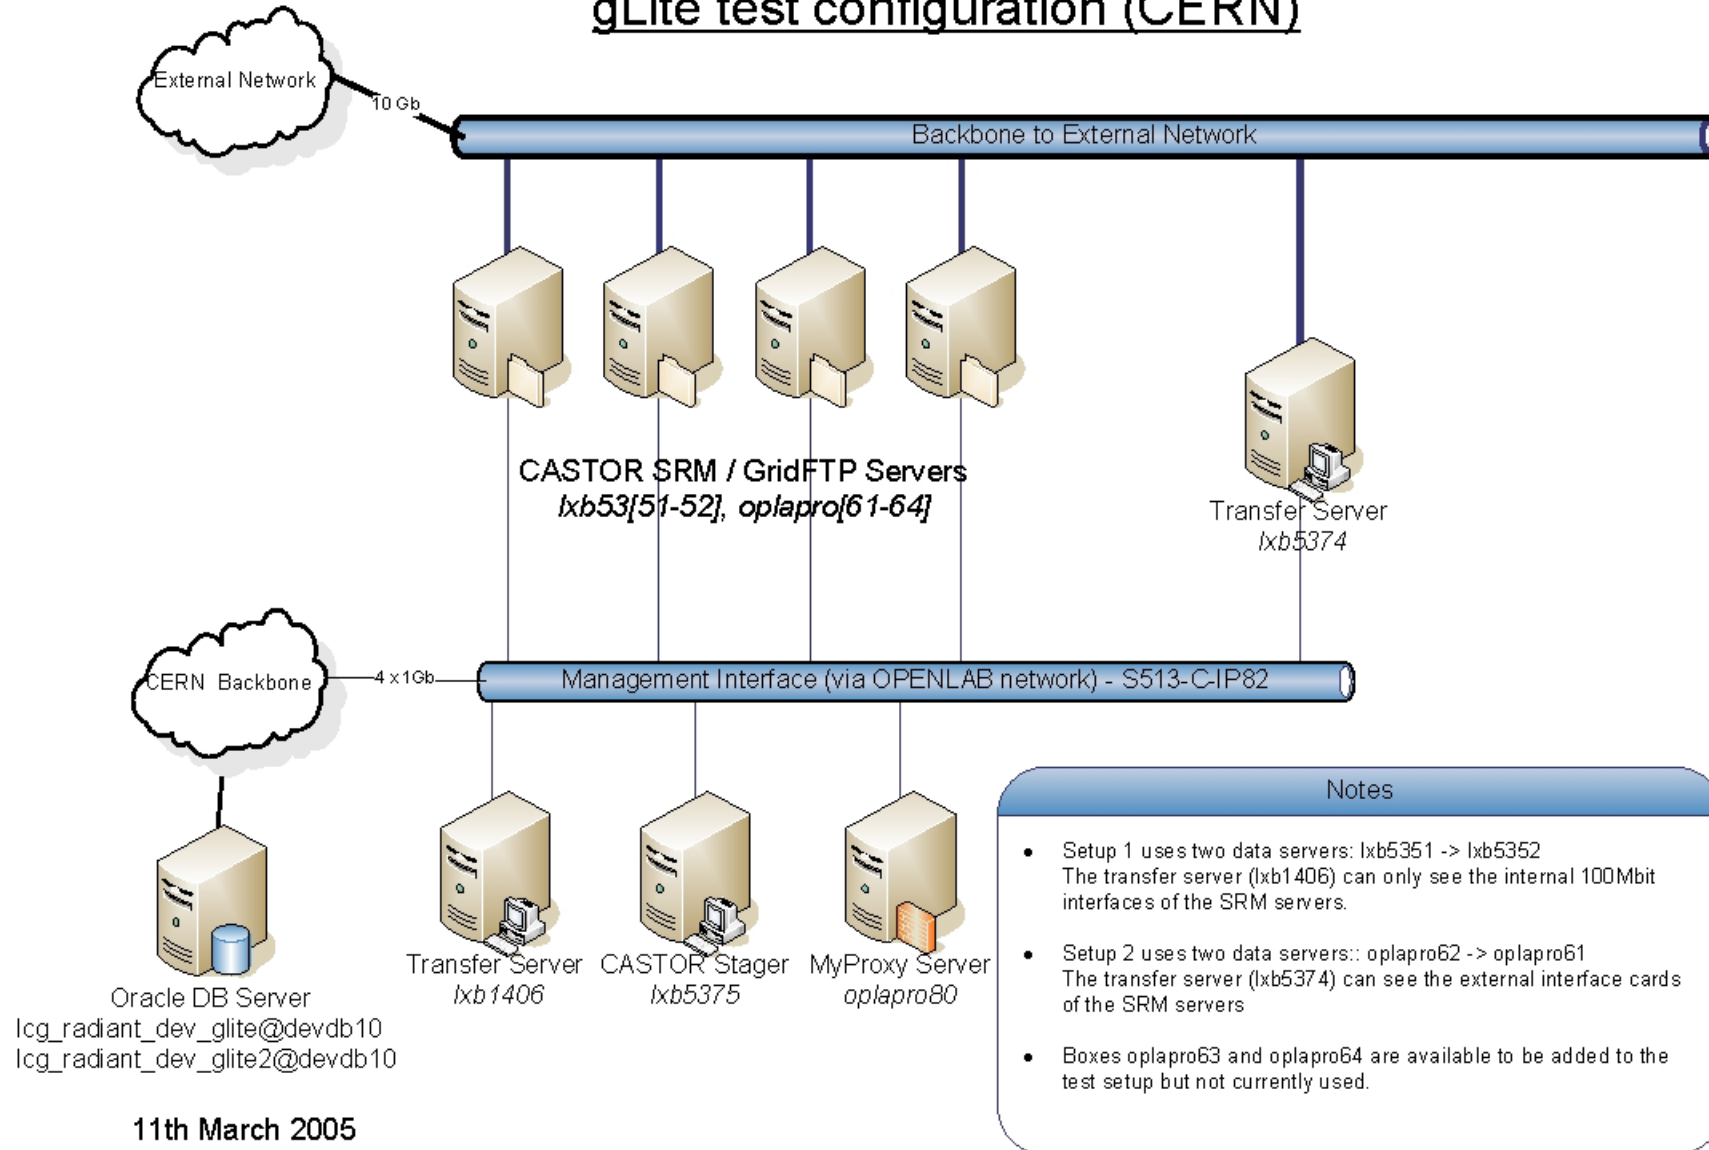 gLite test configuration (CERN)
External Network
10 Gb
Backbone to External Network
CASTOR SRM / GridFTP Servers
lxb53[51-52], oplapro[61-64]
Transfer Server
lxb5374
CERN Backbone
4 x 1Gb
Management Interface (via OPENLAB network) - S513-C-IP82
Transfer Server
lxb1406
CASTOR Stager
lxb5375
MyProxy Server
oplapro80
Oracle DB Server
lcg_radiant_dev_glite@devdb10
lcg_radiant_dev_glite2@devdb10
11th March 2005
Notes
• Setup 1 uses two data servers: lxb5351 -> lxb5352
The transfer server (lxb1406) can only see the internal 100Mbit
interfaces of the SRM servers.
• Setup 2 uses two data servers:: oplapro62 -> oplapro61
The transfer server (lxb5374) can see the external interface cards
of the SRM servers
• Boxes oplapro63 and oplapro64 are available to be added to the
test setup but not currently used.